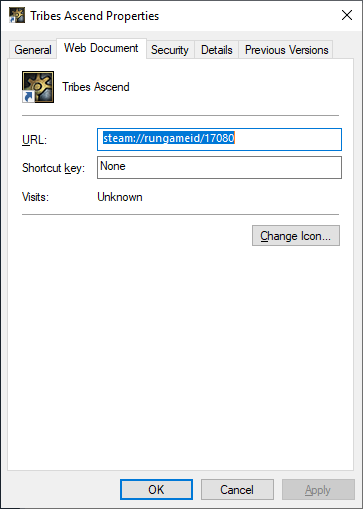 Tribes Ascend Properties
General Web Document Security Details Previous Versions
Tribes Ascend
URL: steam://rungameid/17080
Shortcut key: None
Visits: Unknown
Change Icon...
OK Cancel Apply